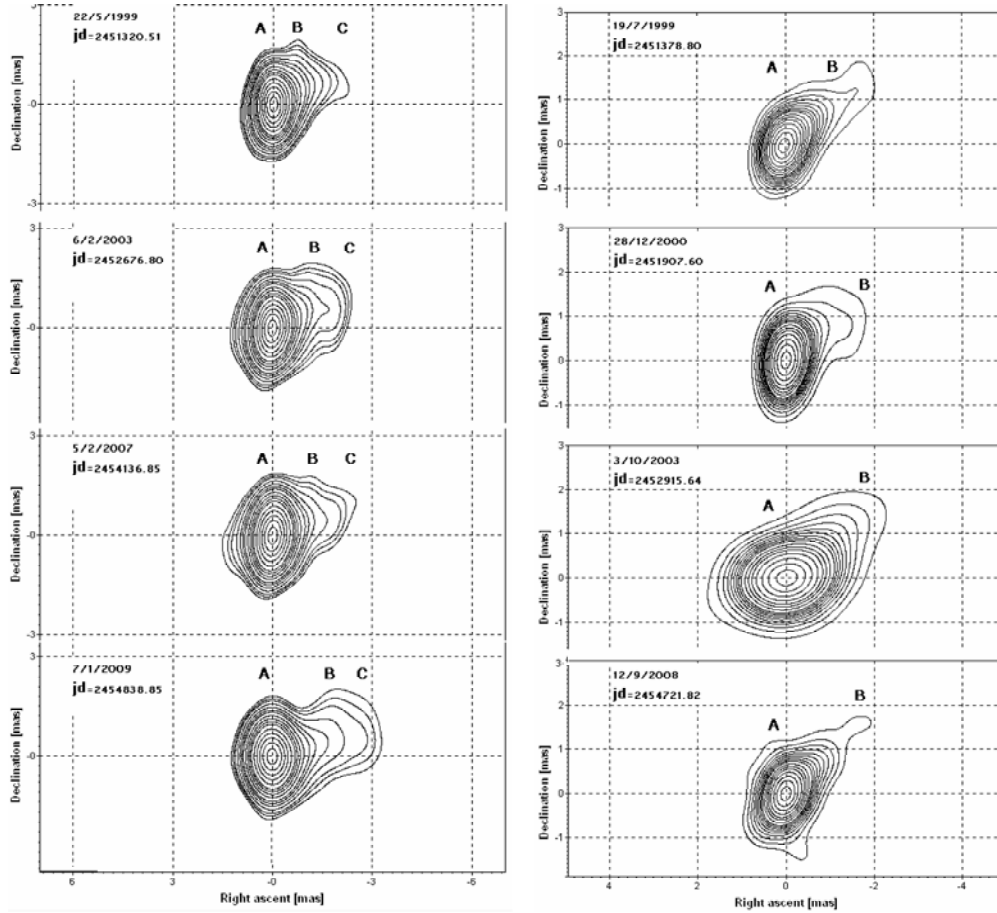 22/5/1999
jd=2451320.51
A B C
Declination [mas]
-0
-3
6/2/2003
jd=2452676.80
A B C
Declination [mas]
3
-0
5/2/2007
jd=2454136.85
A B C
Declination [mas]
3
-0
-3
7/1/2009
jd=2454838.85
A B C
Declination [mas]
3
-0
6 3 -0 -3 -6
Right ascent [mas]
19/7/1999
jd=2451378.80
A B
Declination [mas]
3
2
1
0
-1
28/12/2000
jd=2451907.60
A B
Declination [mas]
3
2
1
0
-1
3/10/2003
jd=2452915.64
A B
Declination [mas]
3
2
1
0
-1
12/9/2008
jd=2454721.82
A B
Declination [mas]
3
2
1
0
-1
4 2 0 -2 -4
Right ascent [mas]